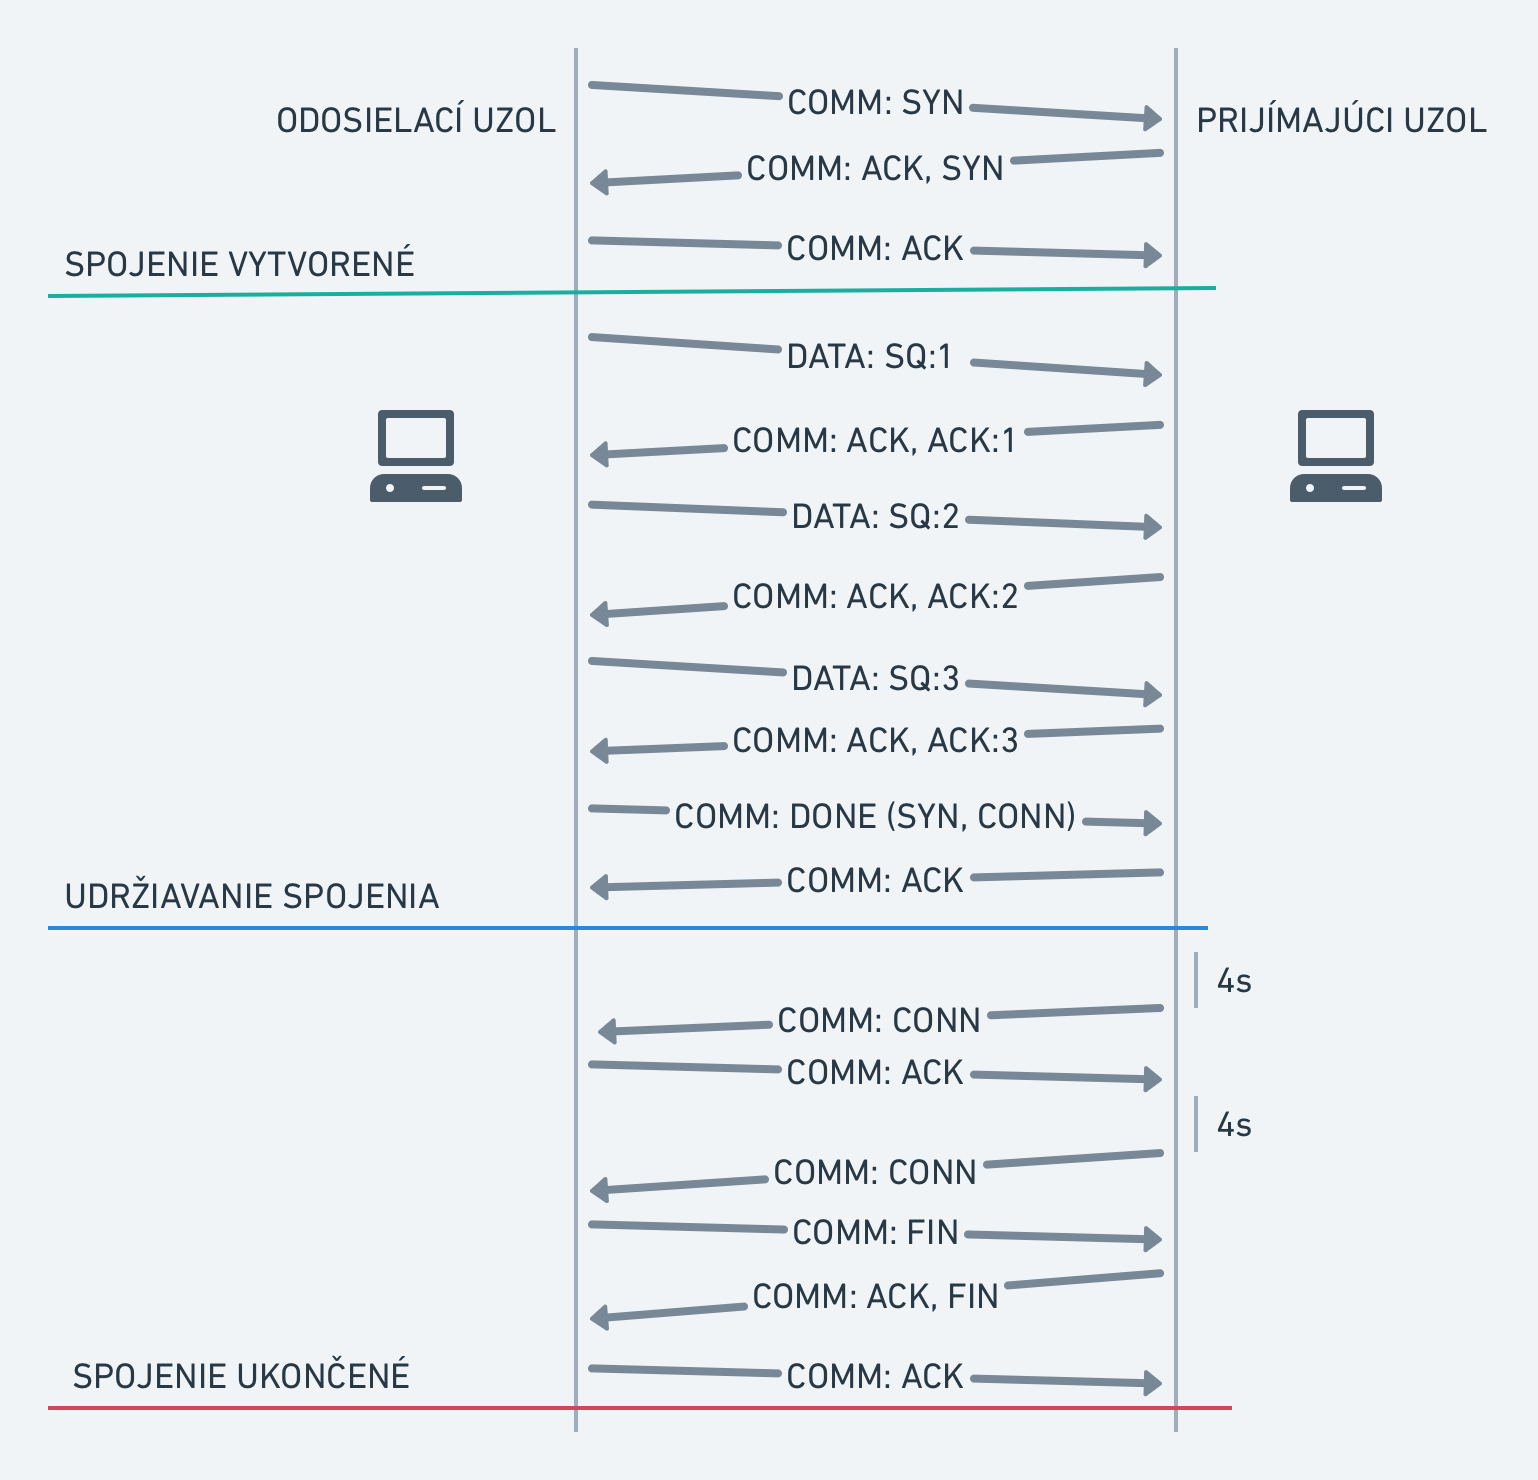 COMM: SYN
ODOSIELACÍ UZOL
PRIJÍMAJÚCI UZOL
COMM: ACK, SYN
COMM: ACK
SPOJENIE VYTVORENÉ
DATA: SQ:1
COMM: ACK, ACK:1
DATA: SQ:2
COMM: ACK, ACK:2
DATA: SQ:3
COMM: ACK, ACK:3
COMM: DONE (SYN, CONN)
COMM: ACK
UDRŽIAVANIE SPOJENIA
4s
COMM: CONN
COMM: ACK
4s
COMM: CONN
COMM: FIN
COMM: ACK, FIN
COMM: ACK
SPOJENIE UKONČENÉ